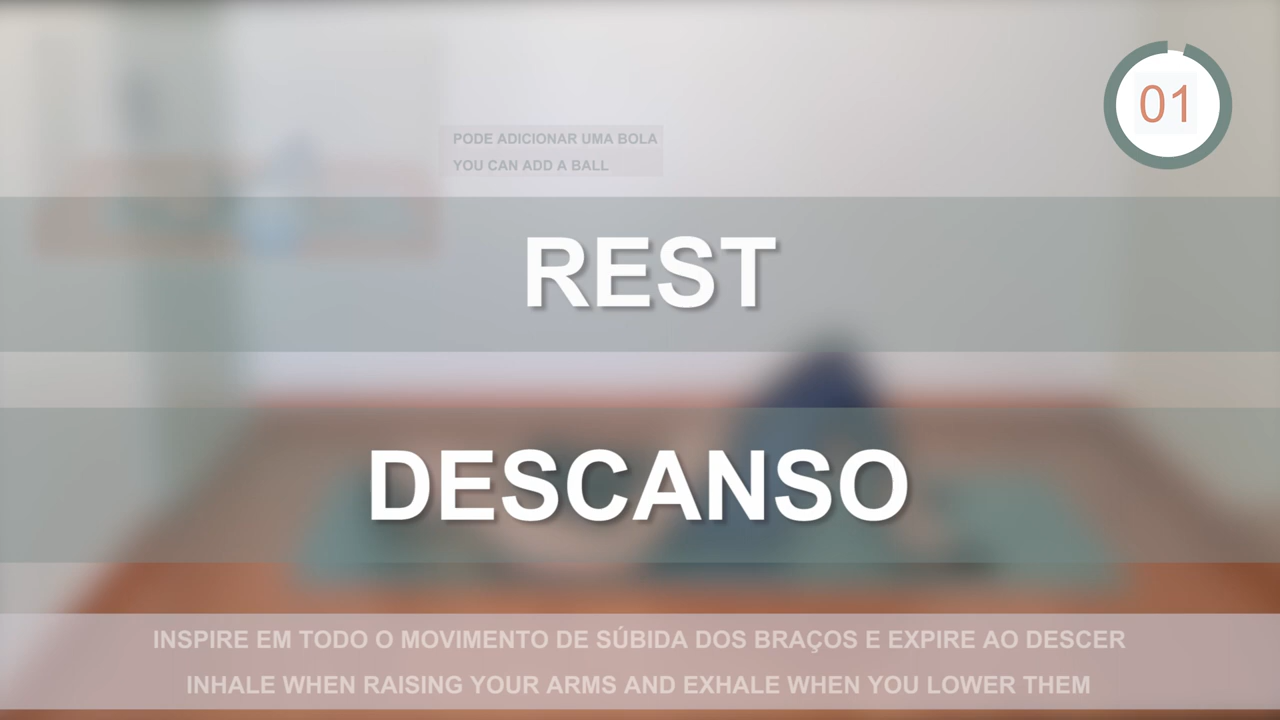 01
PODE ADICIONAR UMA BOLA
YOU CAN ADD A BALL
REST
DESCANSO
INSPIRE EM TODO O MOVIMENTO DE SÚBIDA DOS BRAÇOS E EXPIRE AO DESCER
INHALE WHEN RAISING YOUR ARMS AND EXHALE WHEN YOU LOWER THEM